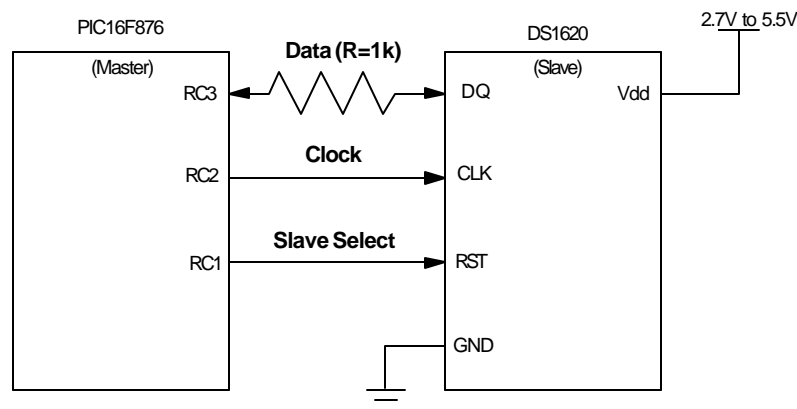 PIC16F876
(Master)
RC3
RC2
RC1
Data (R=1k)
Clock
Slave Select
DS1620
(Slave)
DQ
Vdd
CLK
RST
GND
2.7V to 5.5V